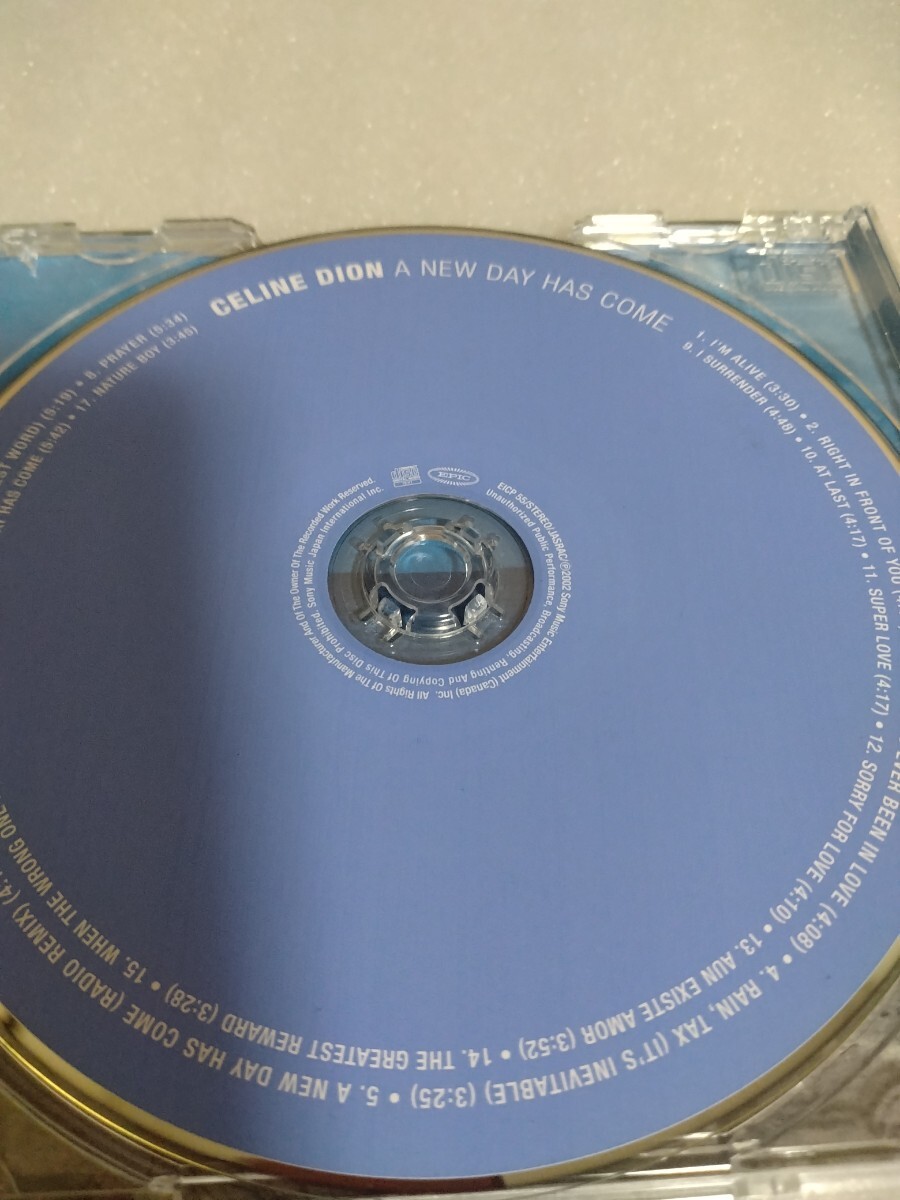 CELINE DION A NEW DAY HAS COME
1. I'M ALIVE (3:30) • 2. RIGHT IN FRONT OF YOU
EVER BEEN IN LOVE (4:08) • 4. RAIN, TAX (IT'S INEVITABLE) (3:25) • 5. A NEW DAY HAS COME (RADIO REMIX)
WORD) • 8. PRAYER (5:34)
9. I SURRENDER (4:48) • 10. AT LAST (4:17) • 11. SUPER LOVE (4:17) • 12. SORRY FOR LOVE (4:10) • 13. AUN EXISTE AMOR (3:52) • 14. THE GREATEST REWARD (3:28) • 15. WHEN THE WRONG ONE
HAS COME (5:42) • 17. NATURE BOY (3:45)
EPIC
EICP 55/STEREO/JASRAC/Ⓟ2002 Sony Music Entertainment (Canada) Inc. All Rights Of The Manufacturer And Of The Owner Of The Recorded Work Reserved.
Unauthorized Public Performance, Broadcasting, Renting And Copying Of This Disc Prohibited. Sony Music Japan International Inc.